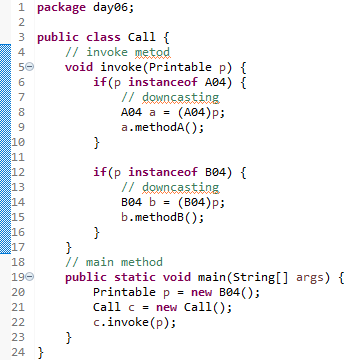 1 package day06;
2
3 public class Call {
4 // invoke metod
5 void invoke(Printable p) {
6 if(p instanceof A04) {
7 // downcasting
8 A04 a = (A04)p;
9 a.methodA();
10 }
11
12 if(p instanceof B04) {
13 // downcasting
14 B04 b = (B04)p;
15 b.methodB();
16 }
17 }
18 // main method
19 public static void main(String[] args) {
20 Printable p = new B04();
21 Call c = new Call();
22 c.invoke(p);
23 }
24 }